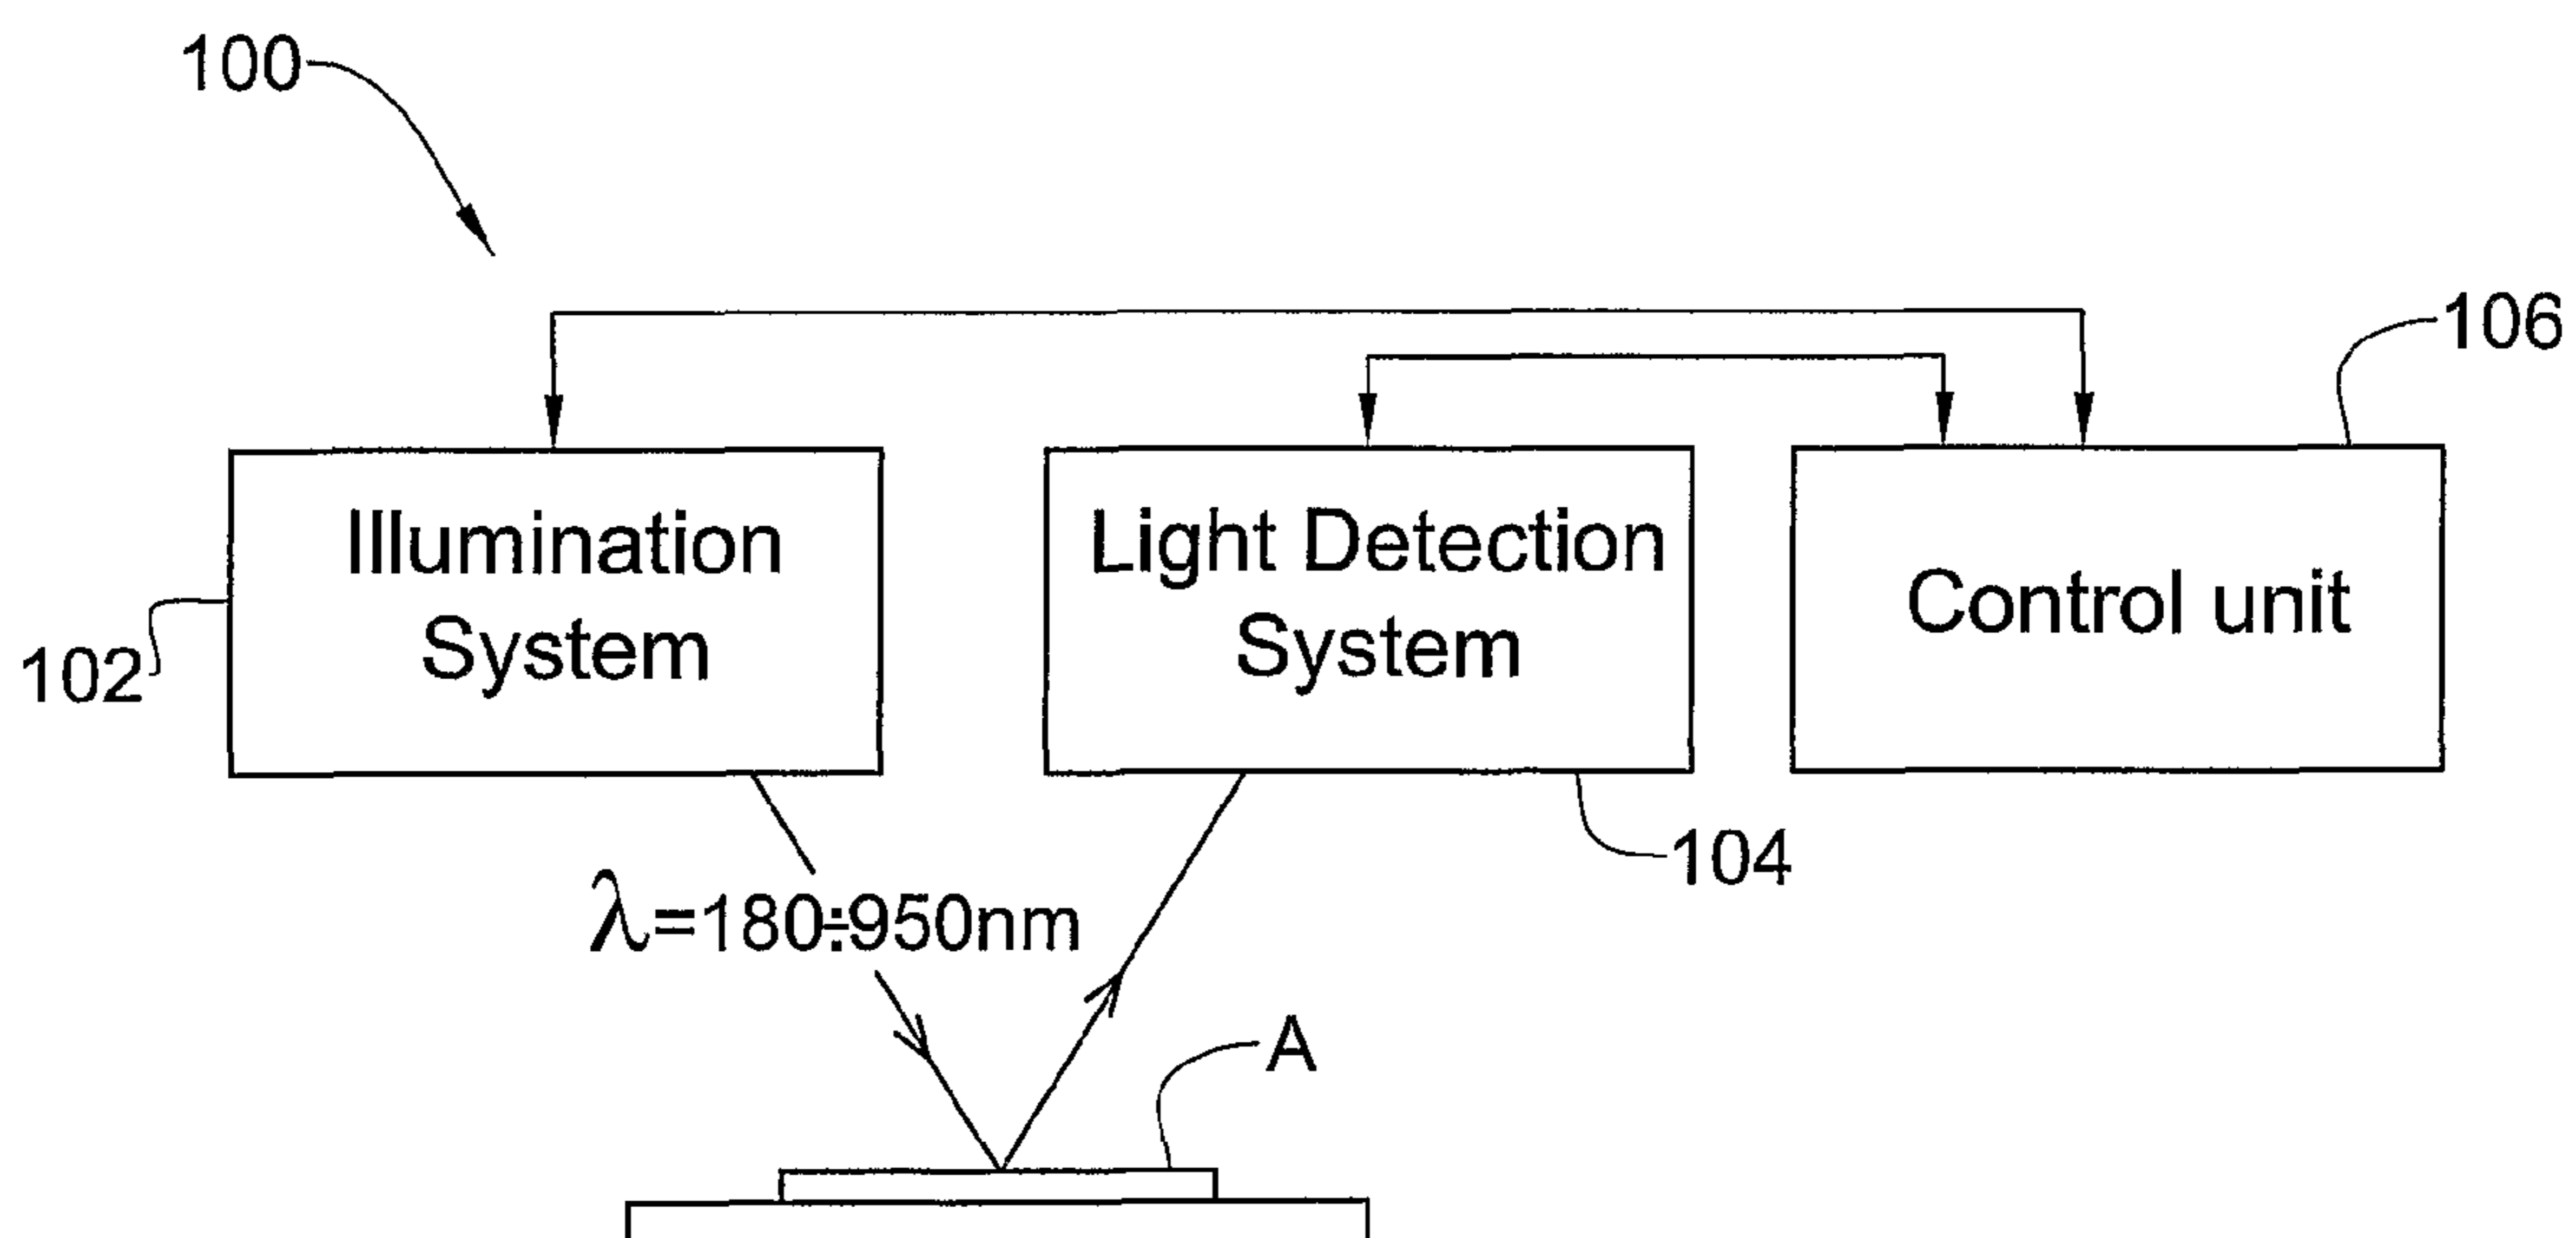 100
106
Illumination
System
Light Detection
System
Control unit
102
104
λ=180÷950nm
A